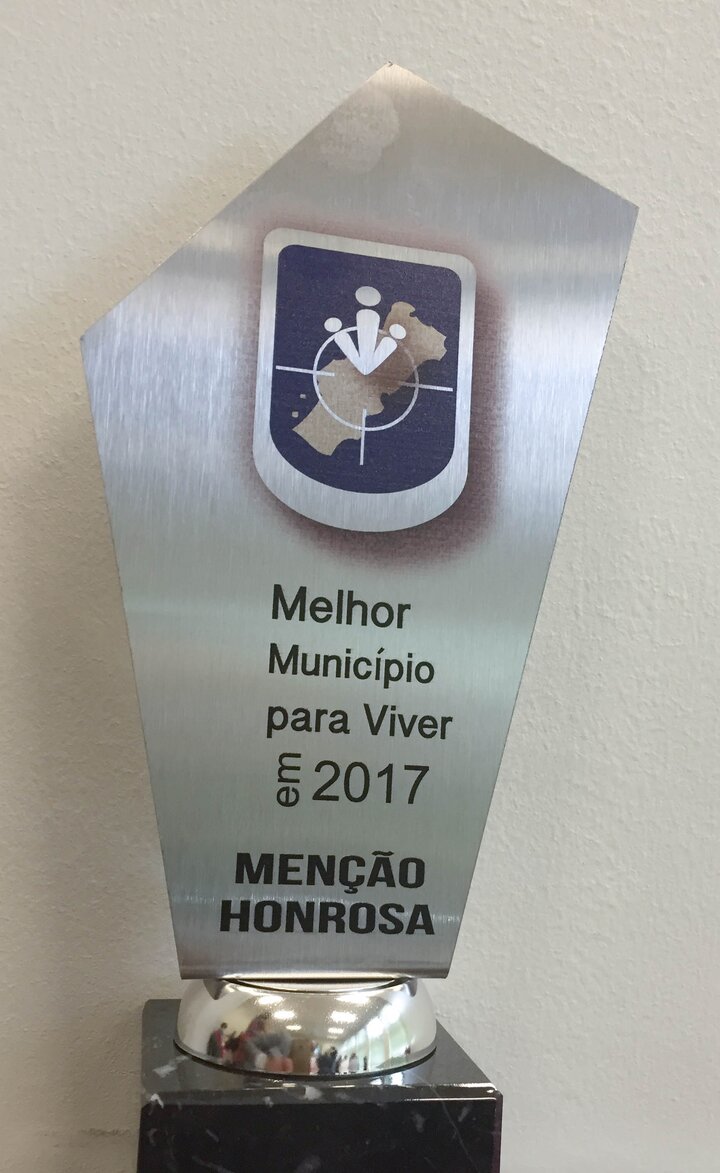 Melhor
Município
para Viver
em 2017
MENÇÃO
HONROSA